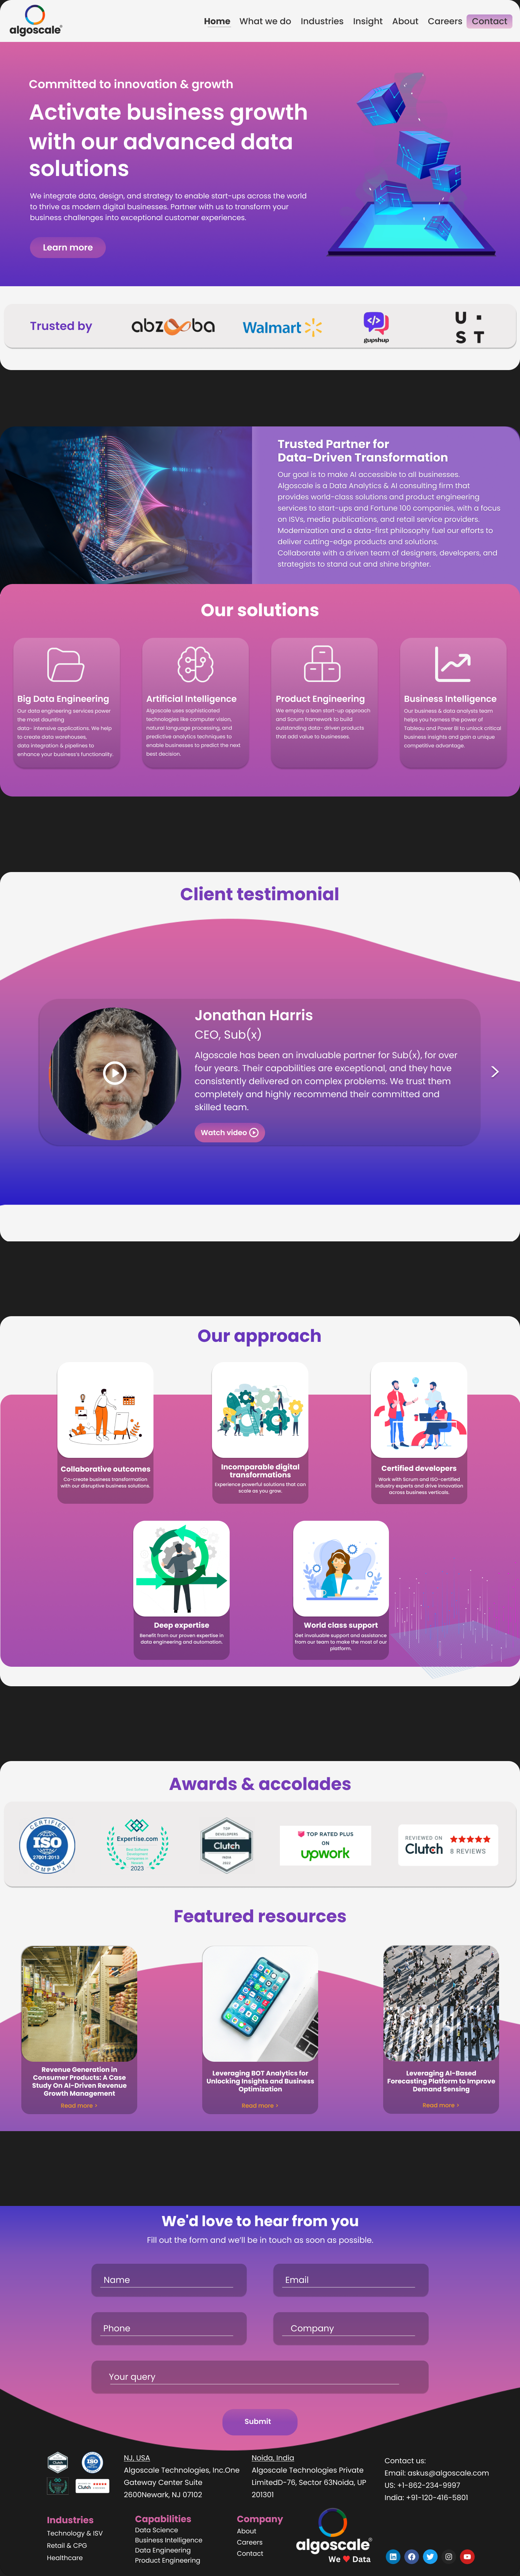 algoscale
Home What we do Industries Insight About Careers Contact
Committed to innovation & growth
Activate business growth
with our advanced data
solutions
We integrate data, design, and strategy to enable start-ups across the world
to thrive as modern digital businesses. Partner with us to transform your
business challenges into exceptional customer experiences.
Learn more
Trusted by
abzooba
Walmart
gupshup
U·
ST
Trusted Partner for
Data-Driven Transformation
Our goal is to make AI accessible to all businesses.
Algoscale is a Data Analytics & AI consulting firm that
provides world-class solutions and product engineering
services to start-ups and Fortune 100 companies, with a focus
on ISVs, media publications, and retail service providers.
Modernization and a data-first philosophy fuel our efforts to
deliver cutting-edge products and solutions.
Collaborate with a driven team of designers, developers, and
strategists to stand out and shine brighter.
Our solutions
Big Data Engineering
Our data engineering services power
the most daunting
data- intensive applications. We help
to create data warehouses,
data integration & pipelines to
enhance your business's functionality.
Artificial Intelligence
Algoscale uses sophisticated
technologies like computer vision,
natural language processing, and
predictive analytics techniques to
enable businesses to predict the next
best decision.
Product Engineering
We employ a lean start-up approach
and Scrum framework to build
outstanding data- driven products
that add value to businesses.
Business Intelligence
Our business & data analysts team
helps you harness the power of
Tableau and Power BI to unlock critical
business insights and gain a unique
competitive advantage.
Client testimonial
Jonathan Harris
CEO, Sub(x)
Algoscale has been an invaluable partner for Sub(x), for over
four years. Their capabilities are exceptional, and they have
consistently delivered on complex problems. We trust them
completely and highly recommend their committed and
skilled team.
Watch video
Our approach
Collaborative outcomes
Co-create business transformation
with our disruptive business solutions.
Incomparable digital
transformations
Experience powerful solutions that can
scale as you grow.
Certified developers
Work with Scrum and ISO-certified
industry experts and drive innovation
across business verticals.
Deep expertise
Benefit from our proven expertise in
data engineering and automation.
World class support
Get invaluable support and assistance
from our team to make the most of our
platform.
Awards & accolades
CERTIFIED
ISO
27001:2013
COMPANY
Expertise.com
Best Software
Development
Companies in
Newark
2023
TOP
DEVELOPERS
Clutch
INDIA
2023
TOP RATED PLUS
ON
upwork
REVIEWED ON
Clutch
8 REVIEWS
Featured resources
Revenue Generation in
Consumer Products: A Case
Study On AI-Driven Revenue
Growth Management
Read more >
Leveraging BOT Analytics for
Unlocking Insights and Business
Optimization
Read more >
Leveraging AI-Based
Forecasting Platform to Improve
Demand Sensing
Read more >
We'd love to hear from you
Fill out the form and we'll be in touch as soon as possible.
Name
Email
Phone
Company
Your query
Submit
Clutch
ISO
Clutch
NJ, USA
Algoscale Technologies, Inc.One
Gateway Center Suite
2600Newark, NJ 07102
Noida, India
Algoscale Technologies Private
LimitedD-76, Sector 63Noida, UP
201301
Contact us:
Email: askus@algoscale.com
US: +1-862-234-9997
India: +91-120-416-5801
Industries
Technology & ISV
Retail & CPG
Healthcare
Capabilities
Data Science
Business Intelligence
Data Engineering
Product Engineering
Company
About
Careers
Contact
algoscale
We ❤ Data